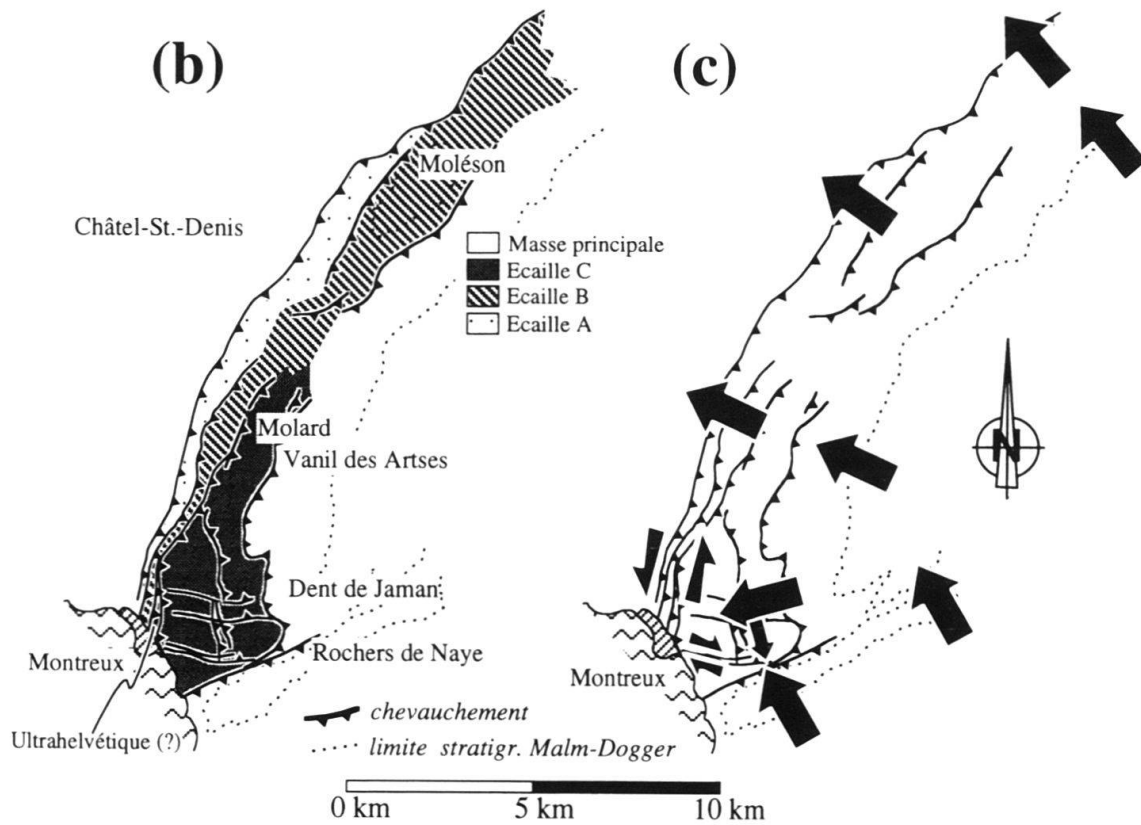 (b)
(c)
Moléson
Châtel-St.-Denis
Masse principale
Ecaille C
Ecaille B
Ecaille A
Molard
Vanil des Artses
N
Dent de Jaman
Rochers de Naye
Montreux
Montreux
Ultrahelvétique (?)
chevauchement
limite stratigr. Malm-Dogger
0 km
5 km
10 km